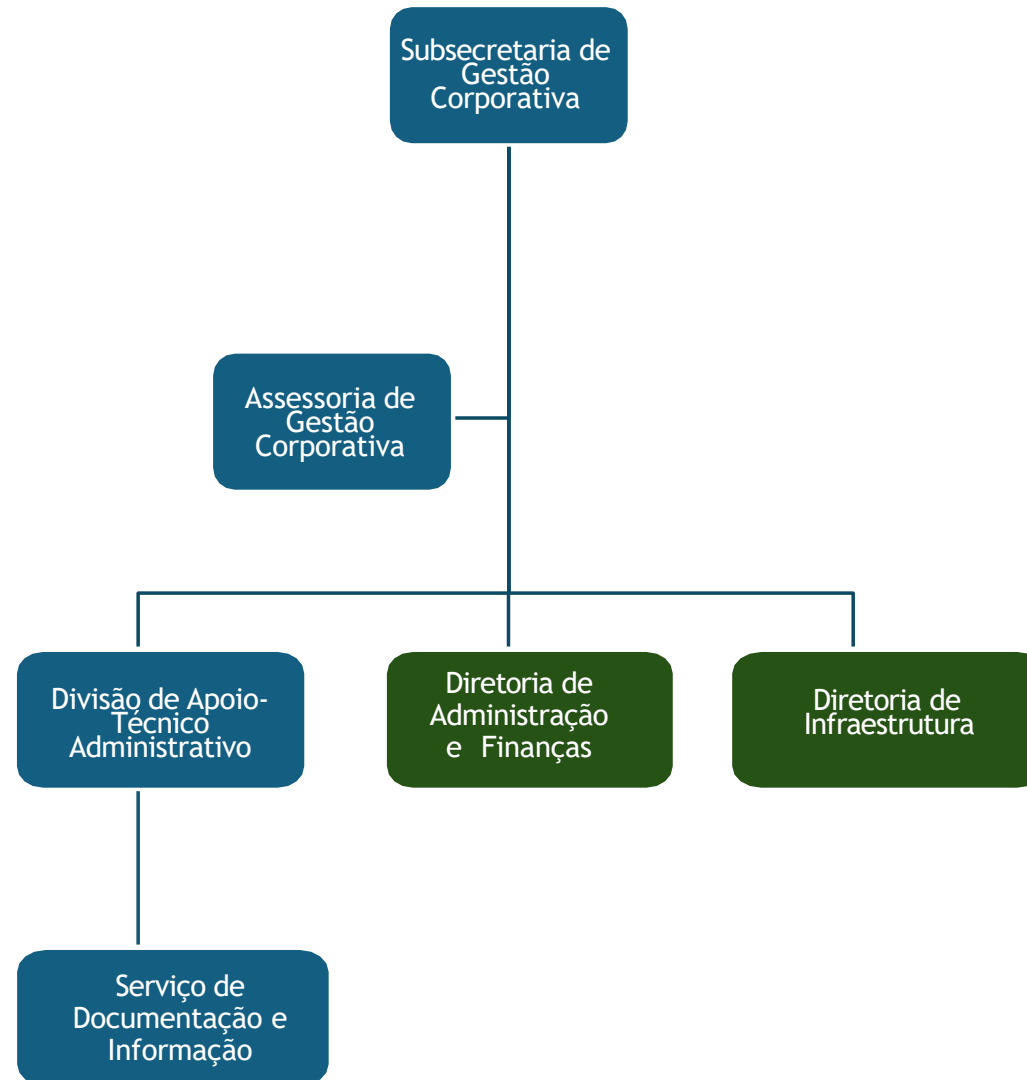 Subsecretaria de
Gestão
Corporativa
Assessoria de
Gestão
Corporativa
Divisão de Apoio-
Técnico
Administrativo
Diretoria de
Administração
e Finanças
Diretoria de
Infraestrutura
Serviço de
Documentação e
Informação